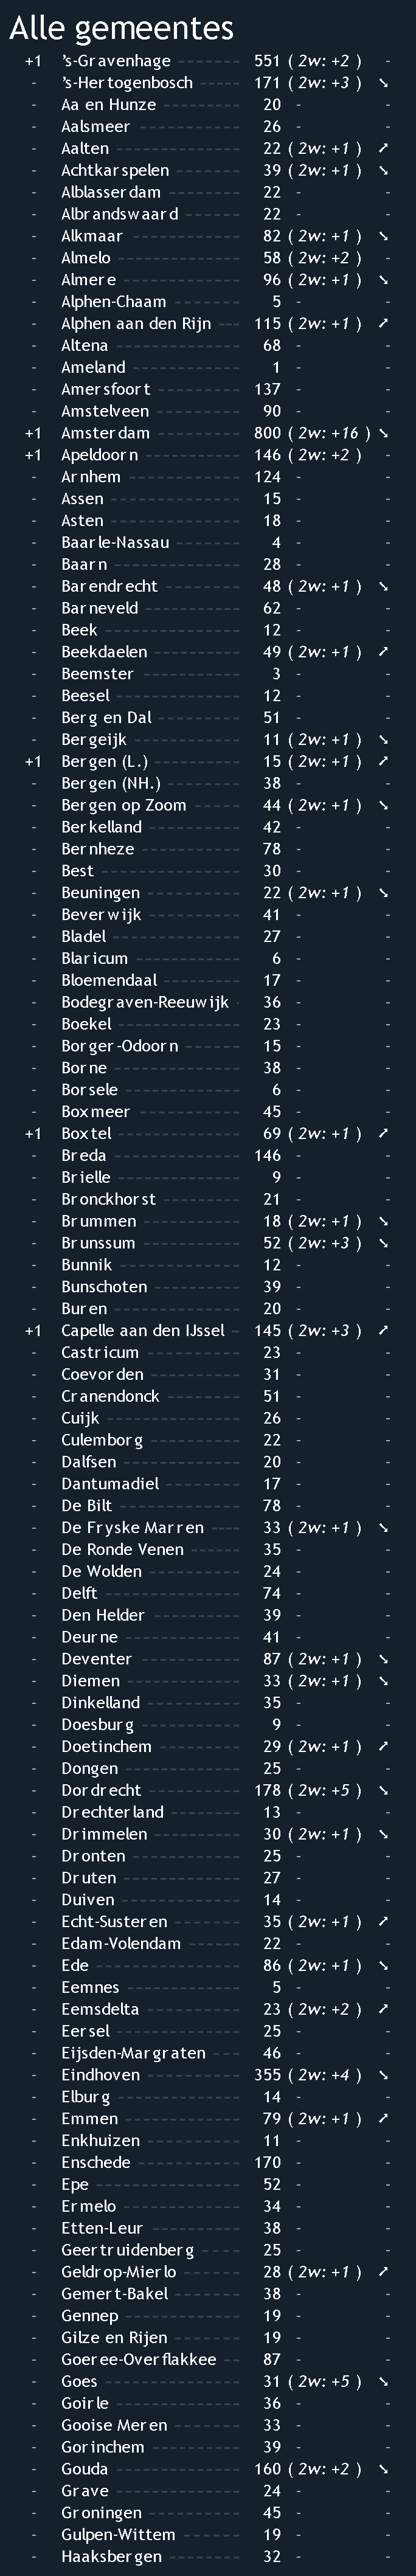 Alle gemeentes
+1 's-Gravenhage 551 ( 2w: +2 ) -
- 's-Hertogenbosch 171 ( 2w: +3 ) ➘
- Aa en Hunze 20 - -
- Aalsmeer 26 - -
- Aalten 22 ( 2w: +1 ) ➚
- Achtkarspelen 39 ( 2w: +1 ) ➘
- Alblasserdam 22 - -
- Albrandswaard 22 - -
- Alkmaar 82 ( 2w: +1 ) ➘
- Almelo 58 ( 2w: +2 ) -
- Almere 96 ( 2w: +1 ) ➘
- Alphen-Chaam 5 - -
- Alphen aan den Rijn 115 ( 2w: +1 ) ➚
- Altena 68 - -
- Ameland 1 - -
- Amersfoort 137 - -
- Amstelveen 90 - -
+1 Amsterdam 800 ( 2w: +16 ) ➘
+1 Apeldoorn 146 ( 2w: +2 ) -
- Arnhem 124 - -
- Assen 15 - -
- Asten 18 - -
- Baarle-Nassau 4 - -
- Baarn 28 - -
- Barendrecht 48 ( 2w: +1 ) ➘
- Barneveld 62 - -
- Beek 12 - -
- Beekdaelen 49 ( 2w: +1 ) ➚
- Beemster 3 - -
- Beesel 12 - -
- Berg en Dal 51 - -
- Bergeijk 11 ( 2w: +1 ) ➘
+1 Bergen (L.) 15 ( 2w: +1 ) ➚
- Bergen (NH.) 38 - -
- Bergen op Zoom 44 ( 2w: +1 ) ➘
- Berkelland 42 - -
- Bernheze 78 - -
- Best 30 - -
- Beuningen 22 ( 2w: +1 ) ➘
- Beverwijk 41 - -
- Bladel 27 - -
- Blaricum 6 - -
- Bloemendaal 17 - -
- Bodegraven-Reeuwijk 36 - -
- Boekel 23 - -
- Borger-Odoorn 15 - -
- Borne 38 - -
- Borsele 6 - -
- Boxmeer 45 - -
+1 Boxtel 69 ( 2w: +1 ) ➚
- Breda 146 - -
- Brielle 9 - -
- Bronckhorst 21 - -
- Brummen 18 ( 2w: +1 ) ➘
- Brunssum 52 ( 2w: +3 ) ➘
- Bunnik 12 - -
- Bunschoten 39 - -
- Buren 20 - -
+1 Capelle aan den IJssel 145 ( 2w: +3 ) ➚
- Castricum 23 - -
- Coevorden 31 - -
- Cranendonck 51 - -
- Cuijk 26 - -
- Culemborg 22 - -
- Dalfsen 20 - -
- Dantumadiel 17 - -
- De Bilt 78 - -
- De Fryske Marren 33 ( 2w: +1 ) ➘
- De Ronde Venen 35 - -
- De Wolden 24 - -
- Delft 74 - -
- Den Helder 39 - -
- Deurne 41 - -
- Deventer 87 ( 2w: +1 ) ➘
- Diemen 33 ( 2w: +1 ) ➘
- Dinkelland 35 - -
- Doesburg 9 - -
- Doetinchem 29 ( 2w: +1 ) ➚
- Dongen 25 - -
- Dordrecht 178 ( 2w: +5 ) ➘
- Drechterland 13 - -
- Drimmelen 30 ( 2w: +1 ) ➘
- Dronten 25 - -
- Druten 27 - -
- Duiven 14 - -
- Echt-Susteren 35 ( 2w: +1 ) ➚
- Edam-Volendam 22 - -
- Ede 86 ( 2w: +1 ) ➘
- Eemnes 5 - -
- Eemsdelta 23 ( 2w: +2 ) ➚
- Eersel 25 - -
- Eijsden-Margraten 46 - -
- Eindhoven 355 ( 2w: +4 ) ➘
- Elburg 14 - -
- Emmen 79 ( 2w: +1 ) ➚
- Enkhuizen 11 - -
- Enschede 170 - -
- Epe 52 - -
- Ermelo 34 - -
- Etten-Leur 38 - -
- Geertruidenberg 25 - -
- Geldrop-Mierlo 28 ( 2w: +1 ) ➚
- Gemert-Bakel 38 - -
- Gennep 19 - -
- Gilze en Rijen 19 - -
- Goeree-Overflakkee 87 - -
- Goes 31 ( 2w: +5 ) ➘
- Goirle 36 - -
- Gooise Meren 33 - -
- Gorinchem 39 - -
- Gouda 160 ( 2w: +2 ) ➘
- Grave 24 - -
- Groningen 45 - -
- Gulpen-Wittem 19 - -
- Haaksbergen 32 - -